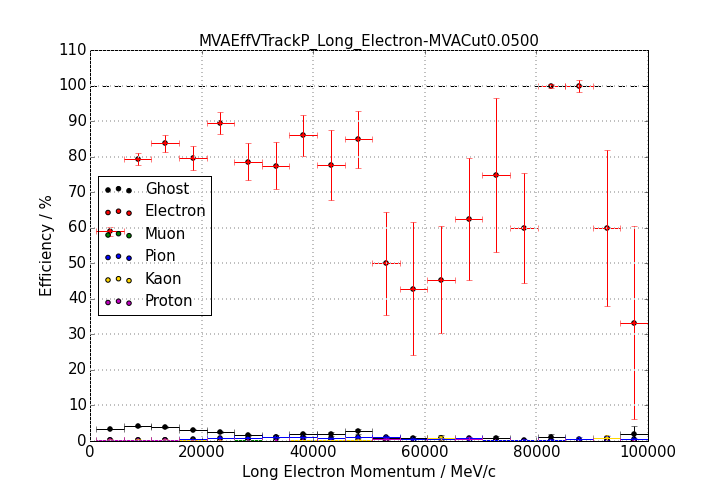 MVAEffVTrackP_Long_Electron-MVACut0.0500
110
100
90
80
70
60
50
40
30
20
10
0
Efficiency / %
Ghost
Electron
Muon
Pion
Kaon
Proton
0 20000 40000 60000 80000 100000
Long Electron Momentum / MeV/c